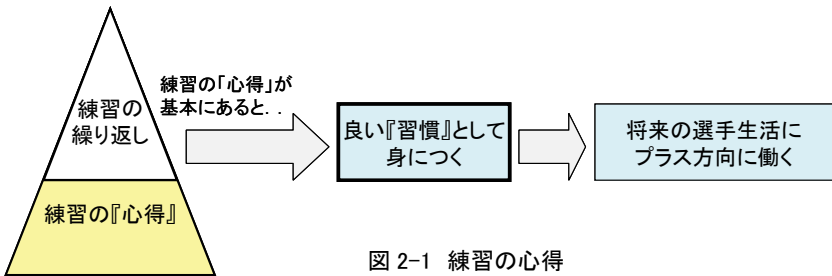 練習の
繰り返し
練習の『心得』
練習の「心得」が
基本にあると．．
良い『習慣』として
身につく
将来の選手生活に
プラス方向に働く
図 2-1 練習の心得